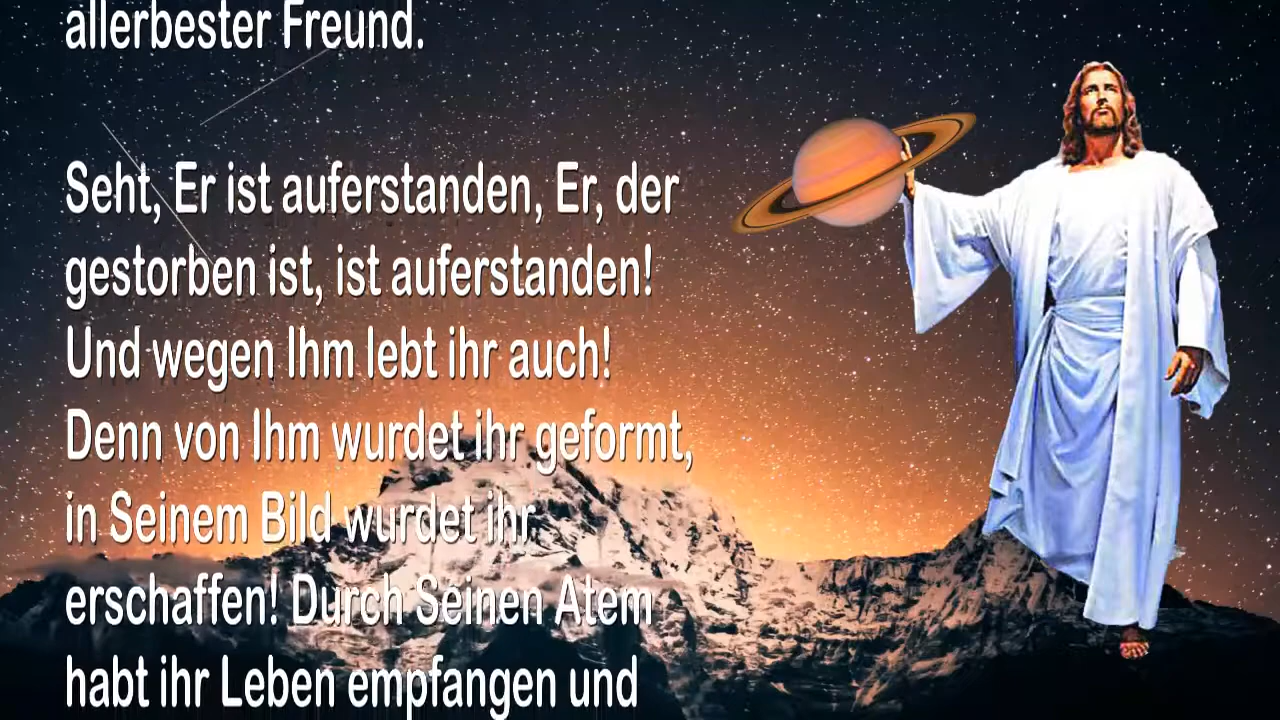 allerbester Freund.
Seht, Er ist auferstanden, Er, der
gestorben ist, ist auferstanden!
Und wegen Ihm lebt ihr auch!
Denn von Ihm wurdet ihr geformt,
in Seinem Bild wurdet ihr
erschaffen! Durch Seinen Atem
habt ihr Leben empfangen und